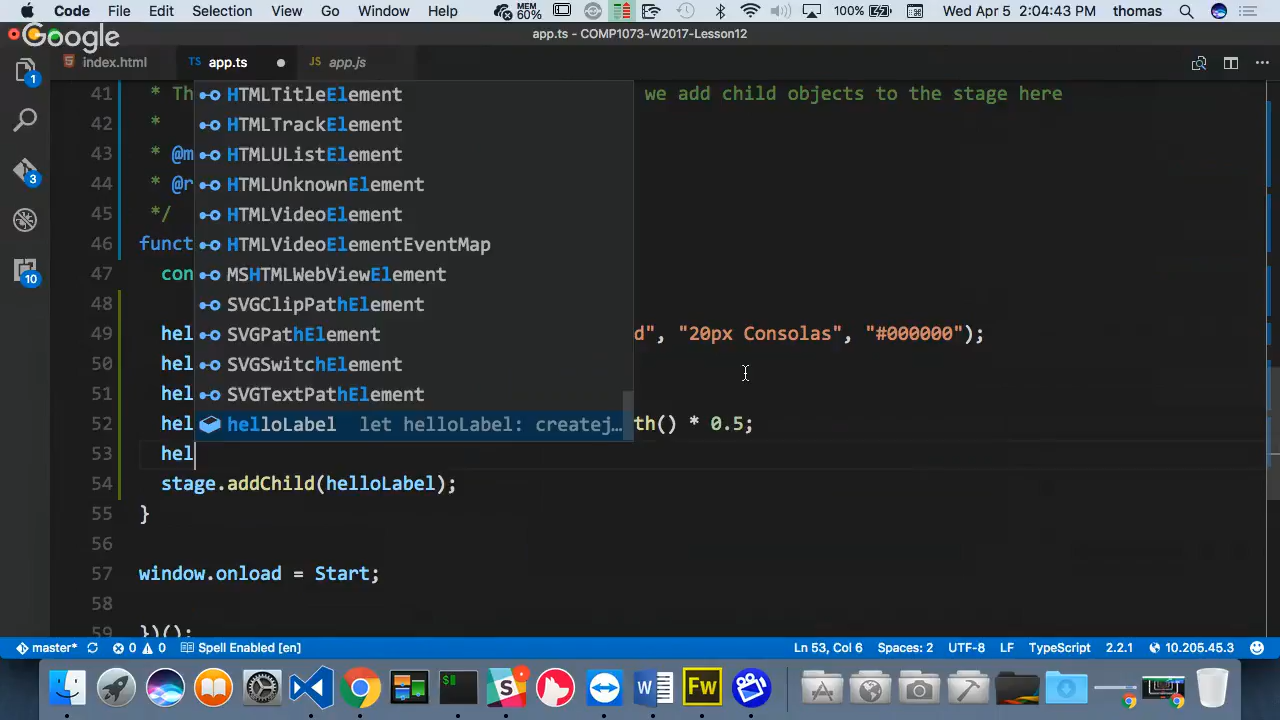 Code File Edit Selection View Go Window Help MEM 60% 100% Wed Apr 5 2:04:43 PM thomas
Google
app.ts - COMP1073-W2017-Lesson12
index.html TS app.ts JS app.js
1
3
10
41 * Th we add child objects to the stage here
42 *
43 * @m
44 * @r
45 */
46 funct
47 con
48
49 hel d", "20px Consolas", "#000000");
50 hel
51 hel
52 hel th() * 0.5;
53 hel
54 stage.addChild(helloLabel);
55 }
56
57 window.onload = Start;
58
59 })();
HTMLTitleElement
HTMLTrackElement
HTMLUListElement
HTMLUnknownElement
HTMLVideoElement
HTMLVideoElementEventMap
MSHTMLWebViewElement
SVGClipPathElement
SVGPathElement
SVGSwitchElement
SVGTextPathElement
helloLabel let helloLabel: createj…
master* 0 0 Spell Enabled [en] Ln 53, Col 6 Spaces: 2 UTF-8 LF TypeScript 2.2.1 10.205.45.3
S W Fw